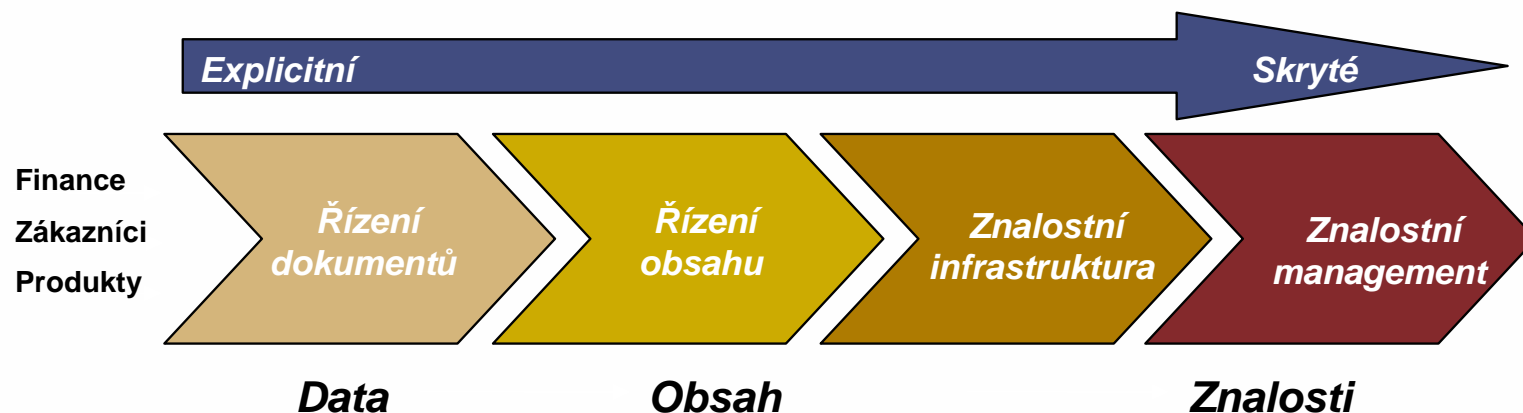 Explicitní
Skryté
Finance
Zákazníci
Produkty
Řízení
dokumentů
Řízení
obsahu
Znalostní
infrastruktura
Znalostní
management
Data
Obsah
Znalosti